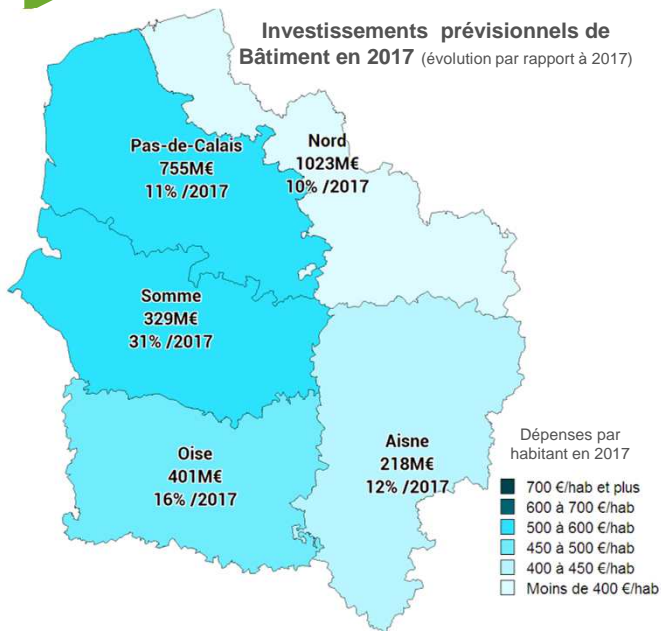 Investissements prévisionnels de
Bâtiment en 2017 (évolution par rapport à 2017)
Pas-de-Calais
755M€
11% /2017
Nord
1023M€
10% /2017
Somme
329M€
31% /2017
Oise
401M€
16% /2017
Aisne
218M€
12% /2017
Dépenses par
habitant en 2017
700 €/hab et plus
600 à 700 €/hab
500 à 600 €/hab
450 à 500 €/hab
400 à 450 €/hab
Moins de 400 €/hab